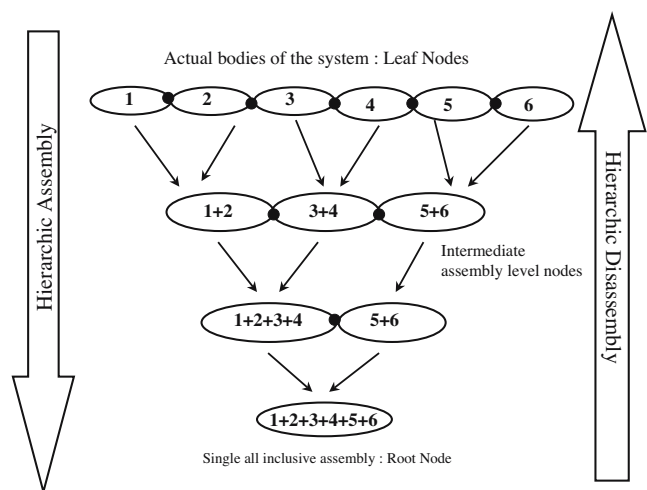 Actual bodies of the system : Leaf Nodes
1 2 3 4 5 6
Hierarchic Assembly
Hierarchic Disassembly
1+2 3+4 5+6
Intermediate
assembly level nodes
1+2+3+4 5+6
1+2+3+4+5+6
Single all inclusive assembly : Root Node